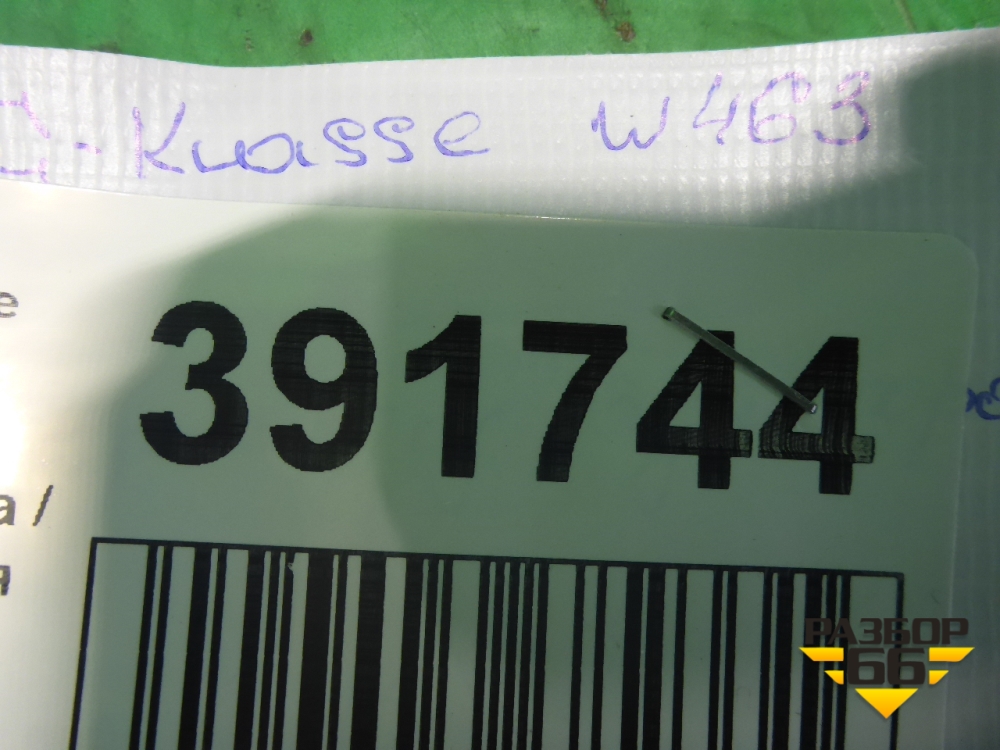 -Klasse W463
е
391744
а /
я
РАЗБОР
66